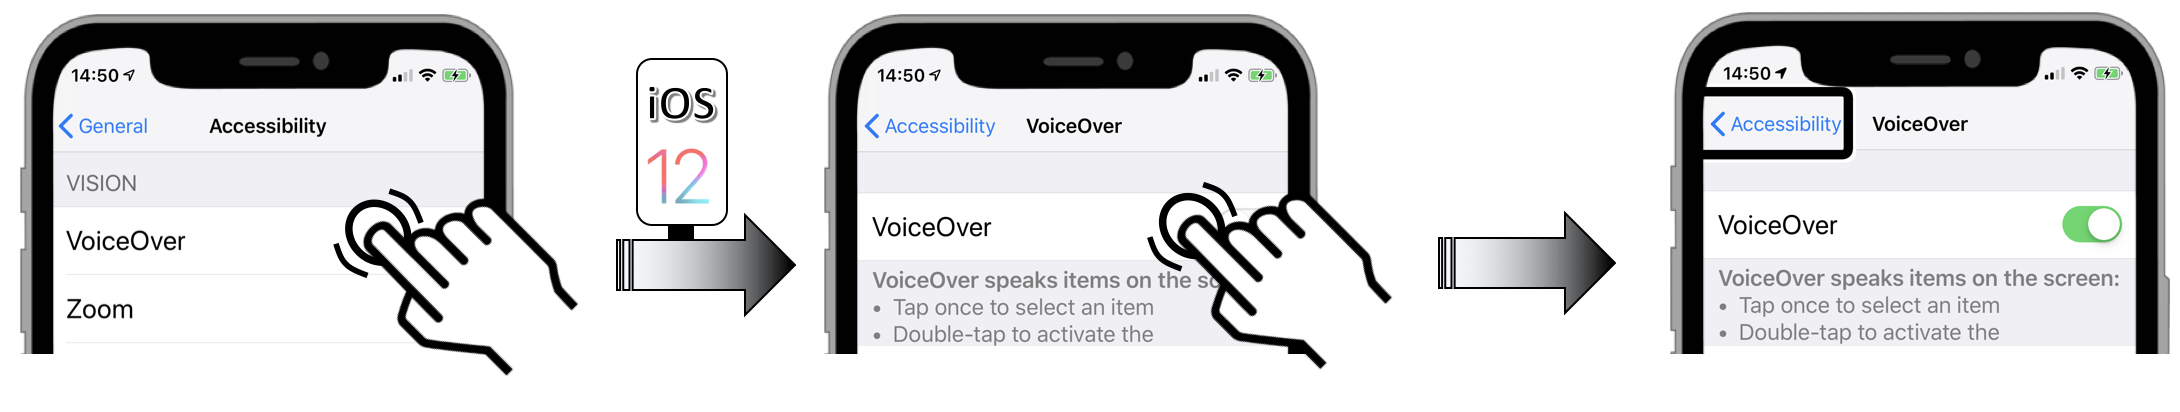 14:50
General
Accessibility
VISION
VoiceOver
Zoom
iOS
12
14:50
Accessibility
VoiceOver
VoiceOver
VoiceOver speaks items on the
• Tap once to select an item
• Double-tap to activate the
14:50
Accessibility
VoiceOver
VoiceOver
VoiceOver speaks items on the screen:
• Tap once to select an item
• Double-tap to activate the